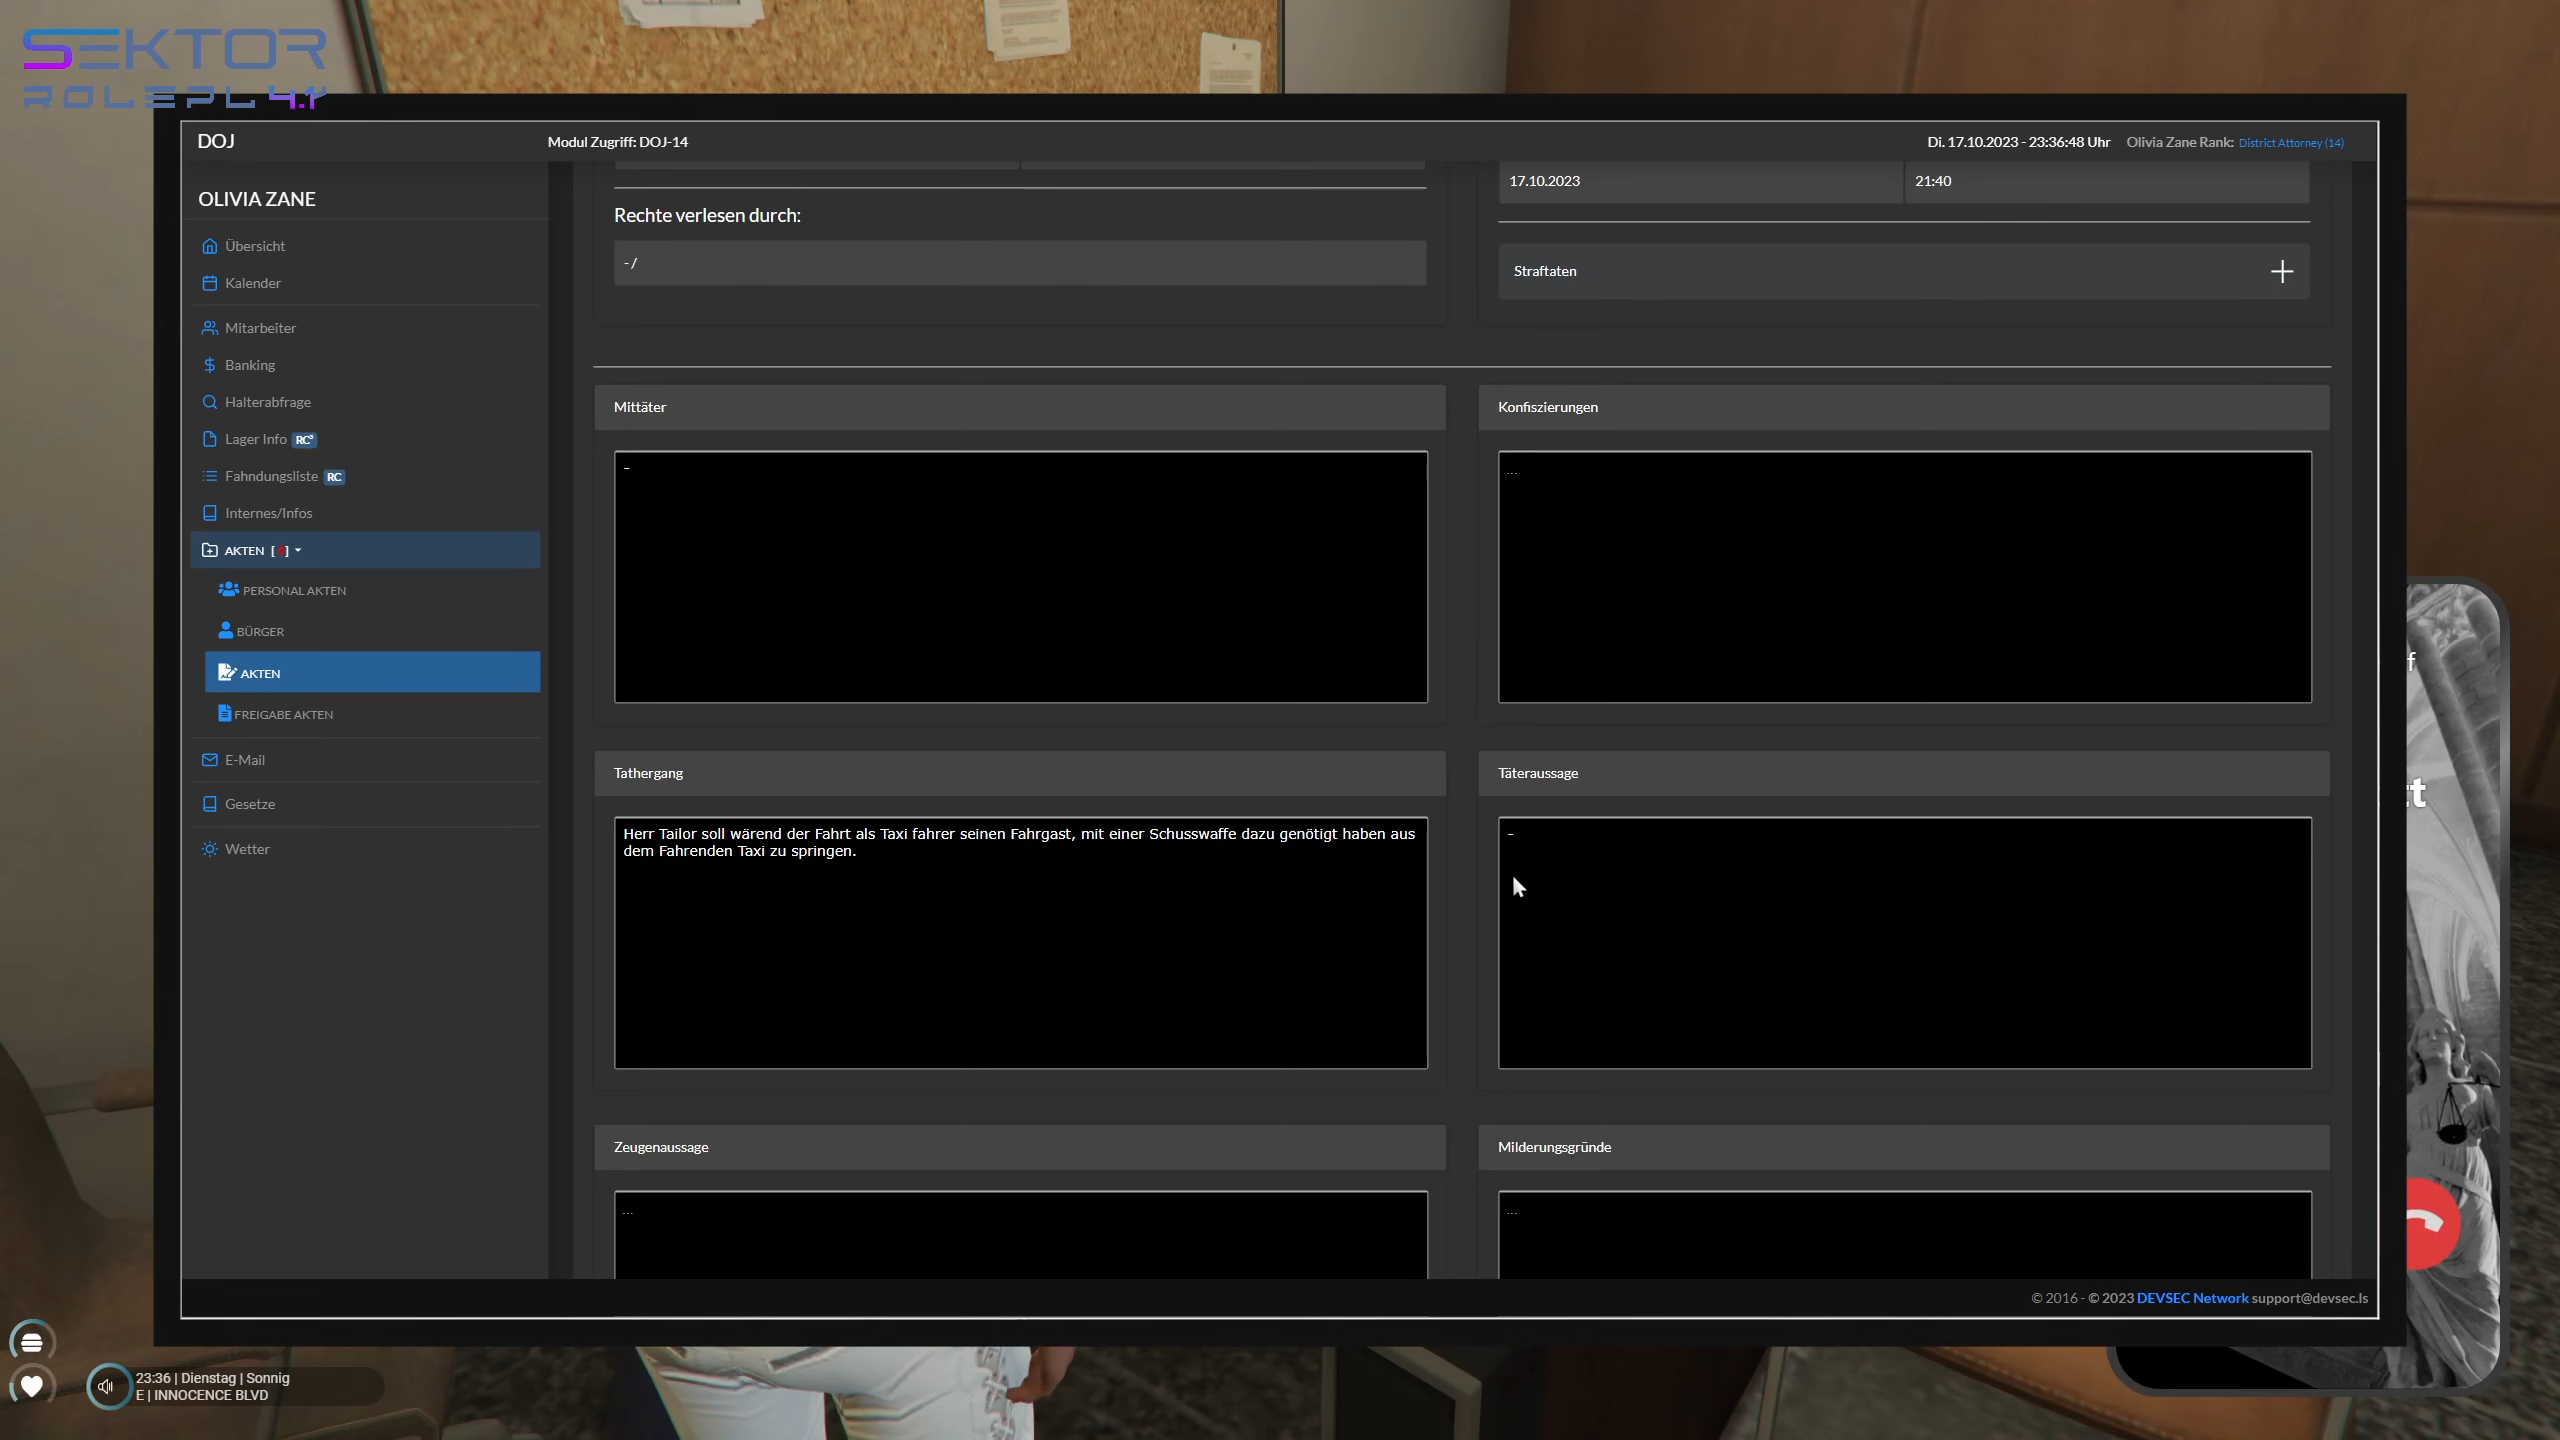 SEKTOR
ROLEPL4.Y
DOJ
Modul Zugriff: DOJ-14
Di. 17.10.2023 - 23:36:48 Uhr
Olivia Zane Rank: District Attorney (14)
OLIVIA ZANE
Übersicht
Kalender
Mitarbeiter
Banking
Halterabfrage
Lager Info RC³
Fahndungsliste RC
Internes/Infos
AKTEN
PERSONAL AKTEN
BÜRGER
AKTEN
FREIGABE AKTEN
E-Mail
Gesetze
Wetter
17.10.2023
21:40
Rechte verlesen durch:
-/
Straftaten
Mittäter
-
Konfiszierungen
...
Tathergang
Herr Tailor soll wärend der Fahrt als Taxi fahrer seinen Fahrgast, mit einer Schusswaffe dazu genötigt haben aus
dem Fahrenden Taxi zu springen.
Täteraussage
-
Zeugenaussage
...
Milderungsgründe
...
f
tt
© 2016 - © 2023 DEVSEC Network support@devsec.ls
23:36 | Dienstag | Sonnig
E | INNOCENCE BLVD